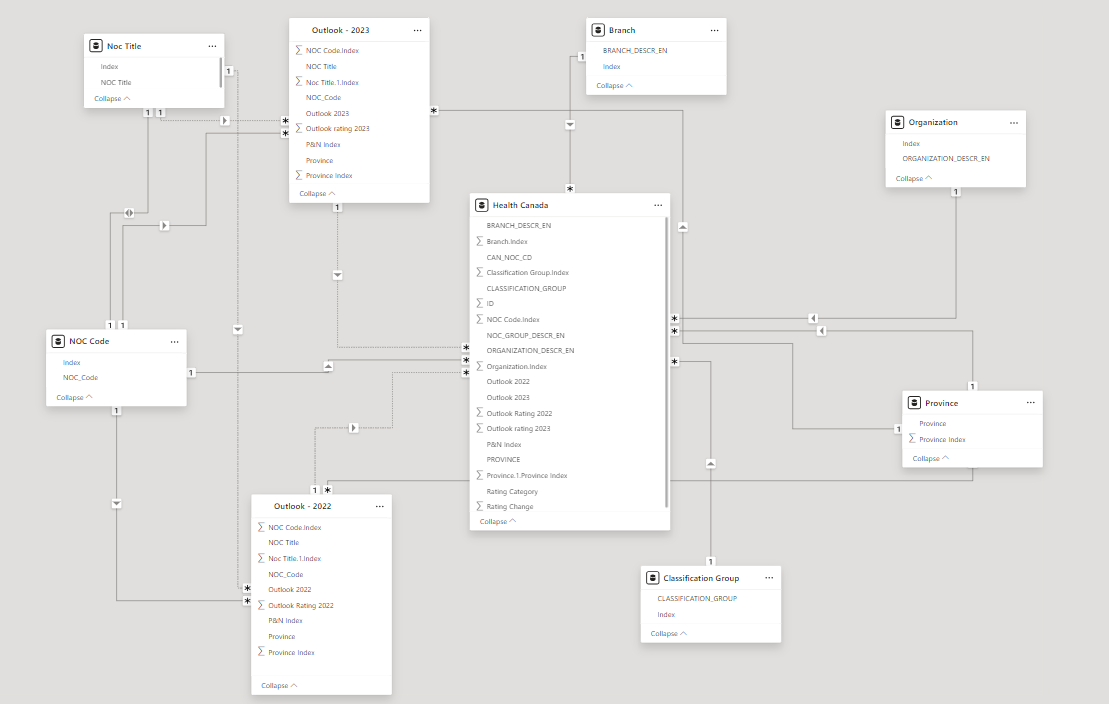 Noc Title
Index
NOC Title
Collapse
Outlook - 2023
NOC Code.Index
NOC Title
Noc Title.1.Index
NOC_Code
Outlook 2023
Outlook rating 2023
P&N Index
Province
Province Index
Collapse
Branch
BRANCH_DESCR_EN
Index
Collapse
Organization
Index
ORGANIZATION_DESCR_EN
Collapse
Health Canada
BRANCH_DESCR_EN
Branch.Index
CAN_NOC_CD
Classification Group.Index
CLASSIFICATION_GROUP
ID
NOC Code.Index
NOC_GROUP_DESCR_EN
ORGANIZATION_DESCR_EN
Organization.Index
Outlook 2022
Outlook 2023
Outlook Rating 2022
Outlook rating 2023
P&N Index
PROVINCE
Province.1.Province Index
Rating Category
Rating Change
Collapse
NOC Code
Index
NOC_Code
Collapse
Province
Province
Province Index
Collapse
Outlook - 2022
NOC Code.Index
NOC Title
Noc Title.1.Index
NOC_Code
Outlook 2022
Outlook Rating 2022
P&N Index
Province
Province Index
Collapse
Classification Group
CLASSIFICATION_GROUP
Index
Collapse